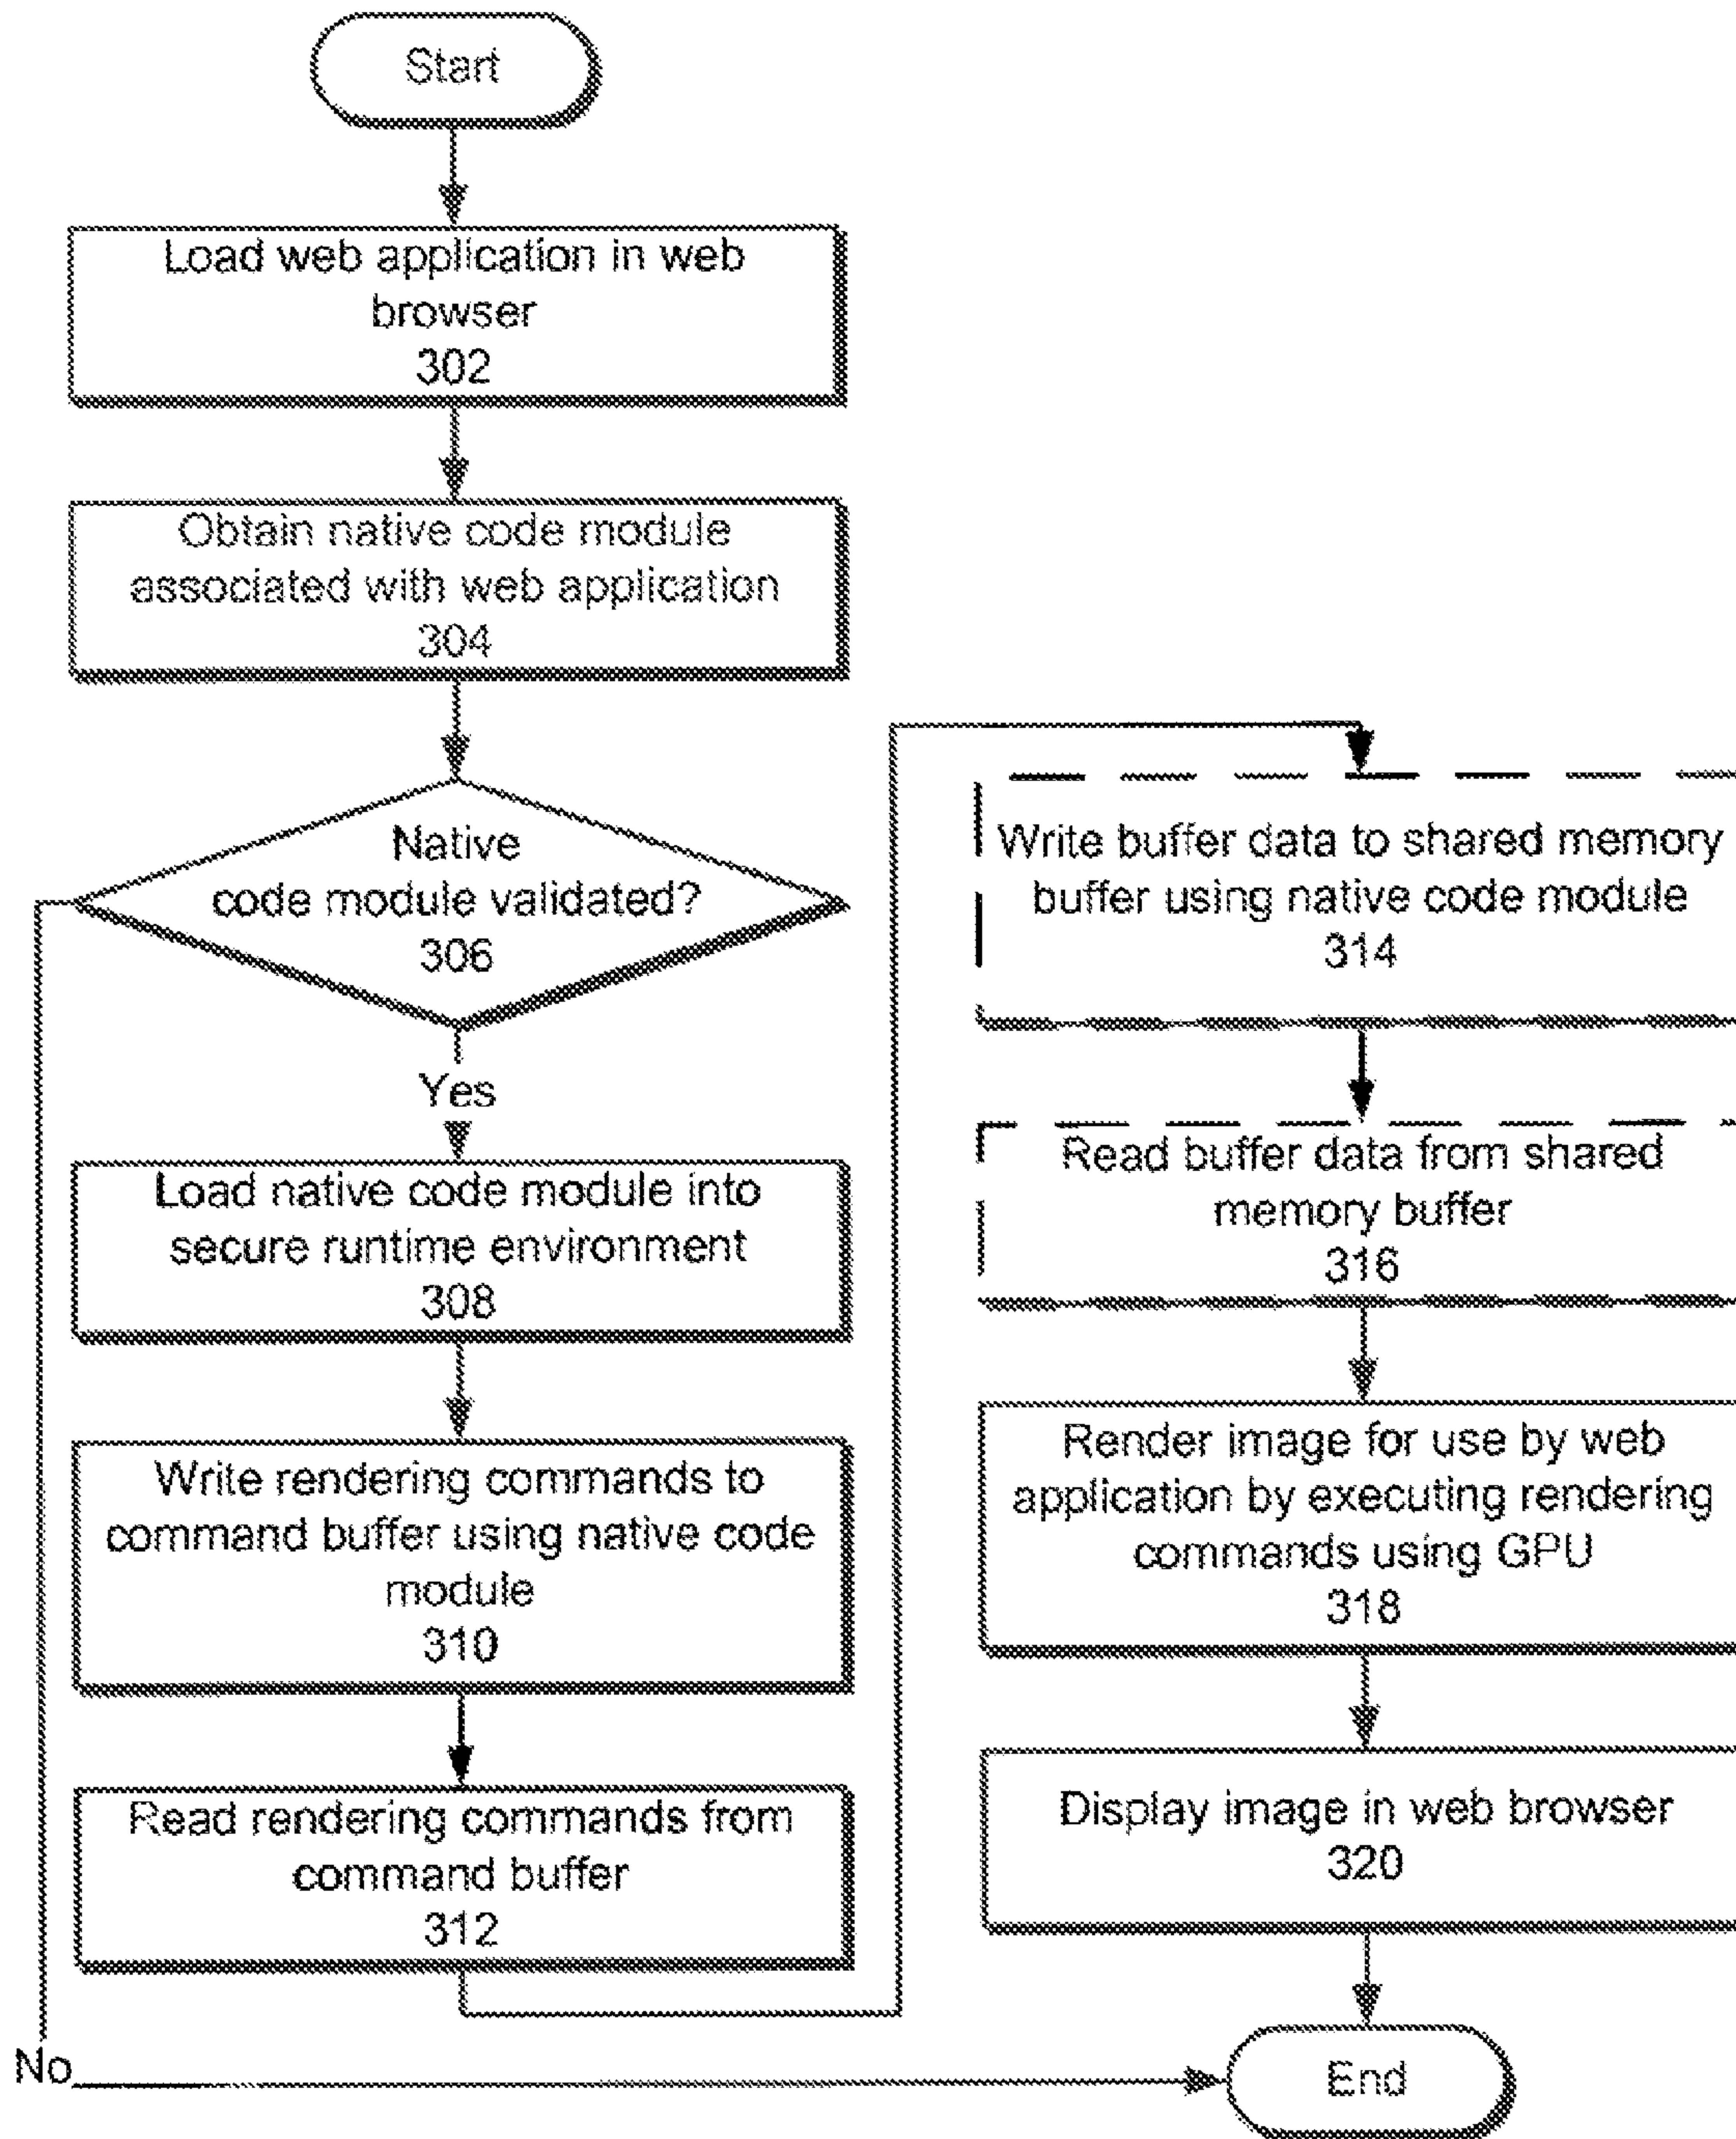 Start
Load web application in web
browser
302
Obtain native code module
associated with web application
304
Native
code module validated?
306
Yes
Load native code module into
secure runtime environment
308
Write rendering commands to
command buffer using native code
module
310
Read rendering commands from
command buffer
312
No
Write buffer data to shared memory
buffer using native code module
314
Read buffer data from shared
memory buffer
316
Render image for use by web
application by executing rendering
commands using GPU
318
Display image in web browser
320
End